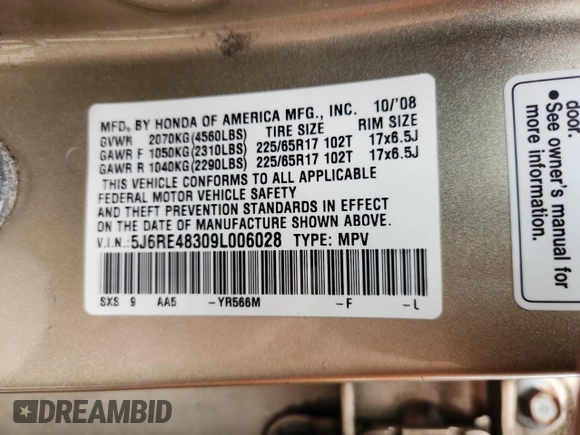 MFD. BY HONDA OF AMERICA MFG., INC. 10/'08
GVWR 2070KG(4560LBS) TIRE SIZE RIM SIZE
GAWR F 1050KG(2310LBS) 225/65R17 102T 17x6.5J
GAWR R 1040KG(2290LBS) 225/65R17 102T 17x6.5J
THIS VEHICLE CONFORMS TO ALL APPLICABLE
FEDERAL MOTOR VEHICLE SAFETY
AND THEFT PREVENTION STANDARDS IN EFFECT
ON THE DATE OF MANUFACTURE SHOWN ABOVE.
V.I.N.: 5J6RE48309L006028 TYPE: MPV
SXS 9 AA5 -YR566M -F -L
door.
● See owner's manual for
more information.
DREAMBID